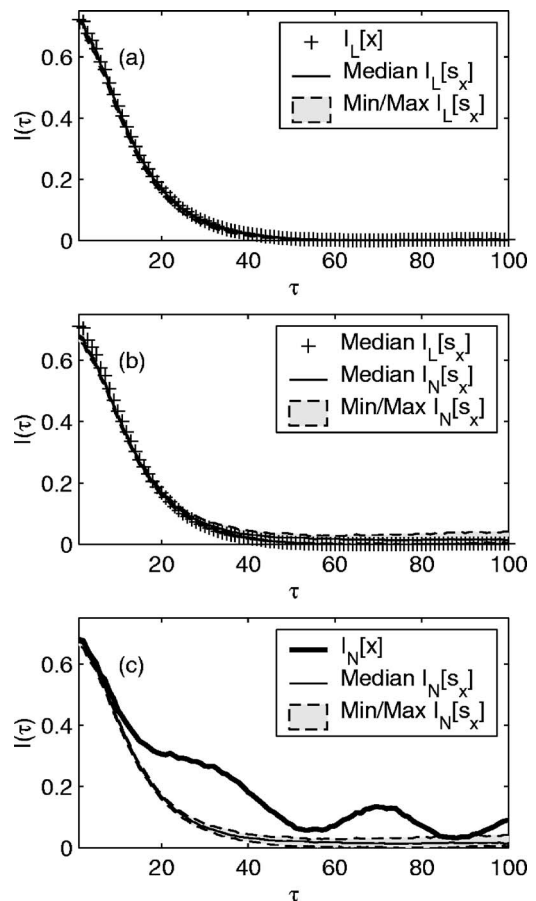 (a)
I_L[x]
Median I_L[s_x]
Min/Max I_L[s_x]
I(τ)
0.6
0.4
0.2
0
20
40
60
80
100
τ
(b)
Median I_L[s_x]
Median I_N[s_x]
Min/Max I_N[s_x]
I(τ)
0.6
0.4
0.2
0
20
40
60
80
100
τ
(c)
I_N[x]
Median I_N[s_x]
Min/Max I_N[s_x]
I(τ)
0.6
0.4
0.2
0
20
40
60
80
100
τ